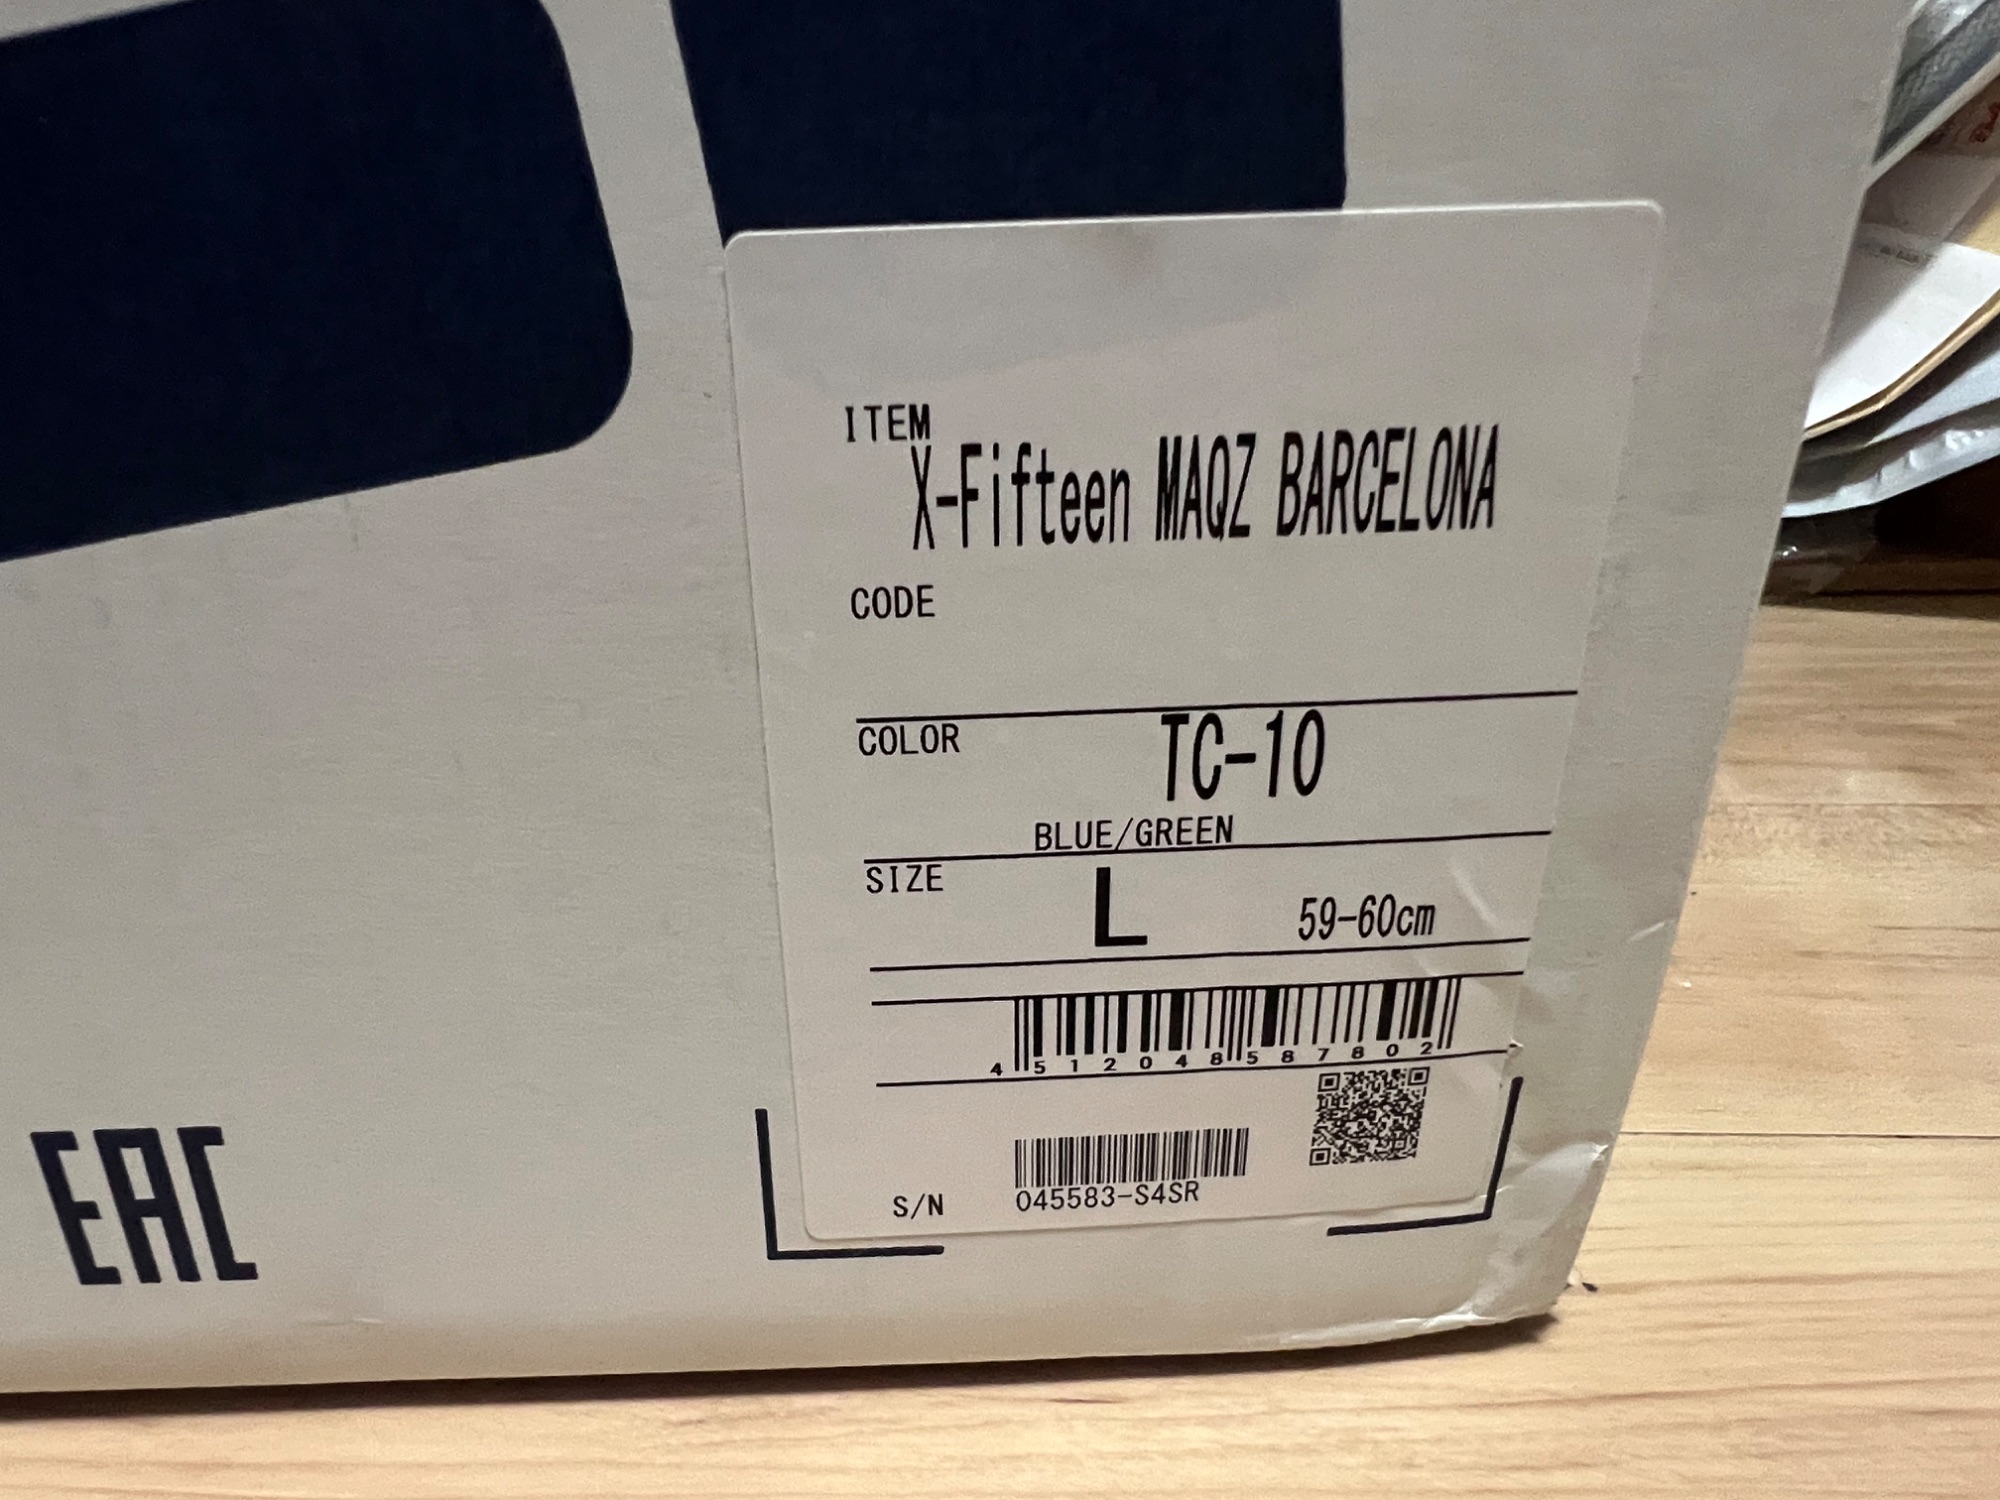 ITEM
X-Fifteen MAQZ BARCELONA
CODE
COLOR
TC-10
BLUE/GREEN
SIZE
L
59-60cm
4512048587802
S/N
045583-S4SR
EAC